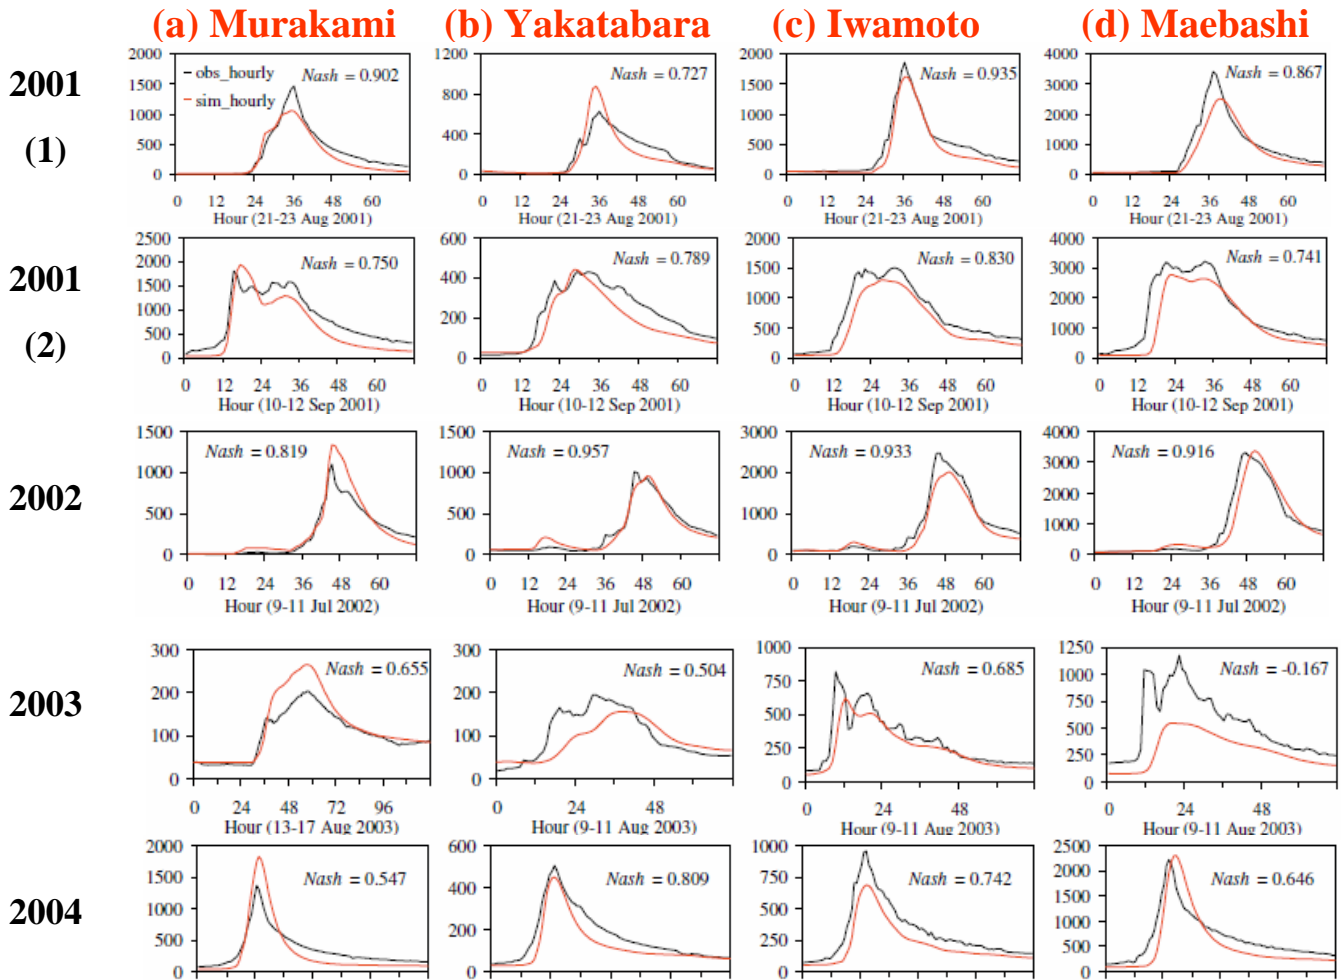 (a) Murakami (b) Yakatabara (c) Iwamoto (d) Maebashi
2001
(1)
2000
1500
1000
500
0
obs_hourly
sim_hourly
Nash = 0.902
0 12 24 36 48 60
Hour (21-23 Aug 2001)
1200
800
400
0
Nash = 0.727
0 12 24 36 48 60
Hour (21-23 Aug 2001)
2000
1500
1000
500
0
Nash = 0.935
0 12 24 36 48 60
Hour (21-23 Aug 2001)
4000
3000
2000
1000
0
Nash = 0.867
0 12 24 36 48 60
Hour (21-23 Aug 2001)
2001
(2)
2500
2000
1500
1000
500
0
Nash = 0.750
0 12 24 36 48 60
Hour (10-12 Sep 2001)
600
400
200
0
Nash = 0.789
0 12 24 36 48 60
Hour (10-12 Sep 2001)
2000
1500
1000
500
0
Nash = 0.830
0 12 24 36 48 60
Hour (10-12 Sep 2001)
4000
3000
2000
1000
0
Nash = 0.741
0 12 24 36 48 60
Hour (10-12 Sep 2001)
2002
1500
1000
500
0
Nash = 0.819
0 12 24 36 48 60
Hour (9-11 Jul 2002)
1500
1000
500
0
Nash = 0.957
0 12 24 36 48 60
Hour (9-11 Jul 2002)
3000
2000
1000
0
Nash = 0.933
0 12 24 36 48 60
Hour (9-11 Jul 2002)
4000
3000
2000
1000
0
Nash = 0.916
0 12 24 36 48 60
Hour (9-11 Jul 2002)
2003
300
200
100
0
Nash = 0.655
0 24 48 72 96
Hour (13-17 Aug 2003)
300
200
100
0
Nash = 0.504
0 24 48
Hour (9-11 Aug 2003)
1000
750
500
250
0
Nash = 0.685
0 24 48
Hour (9-11 Aug 2003)
1250
1000
750
500
250
0
Nash = -0.167
0 24 48
Hour (9-11 Aug 2003)
2004
2000
1500
1000
500
0
Nash = 0.547
600
400
200
0
Nash = 0.809
1000
750
500
250
0
Nash = 0.742
2500
2000
1500
1000
500
0
Nash = 0.646